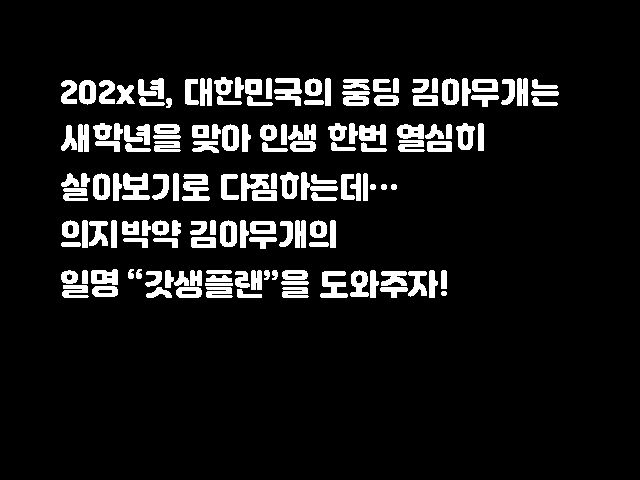 202x년, 대한민국의 중딩 김아무개는
새학년을 맞아 인생 한번 열심히
살아보기로 다짐하는데…
의지박약 김아무개의
일명 “갓생플랜”을 도와주자!